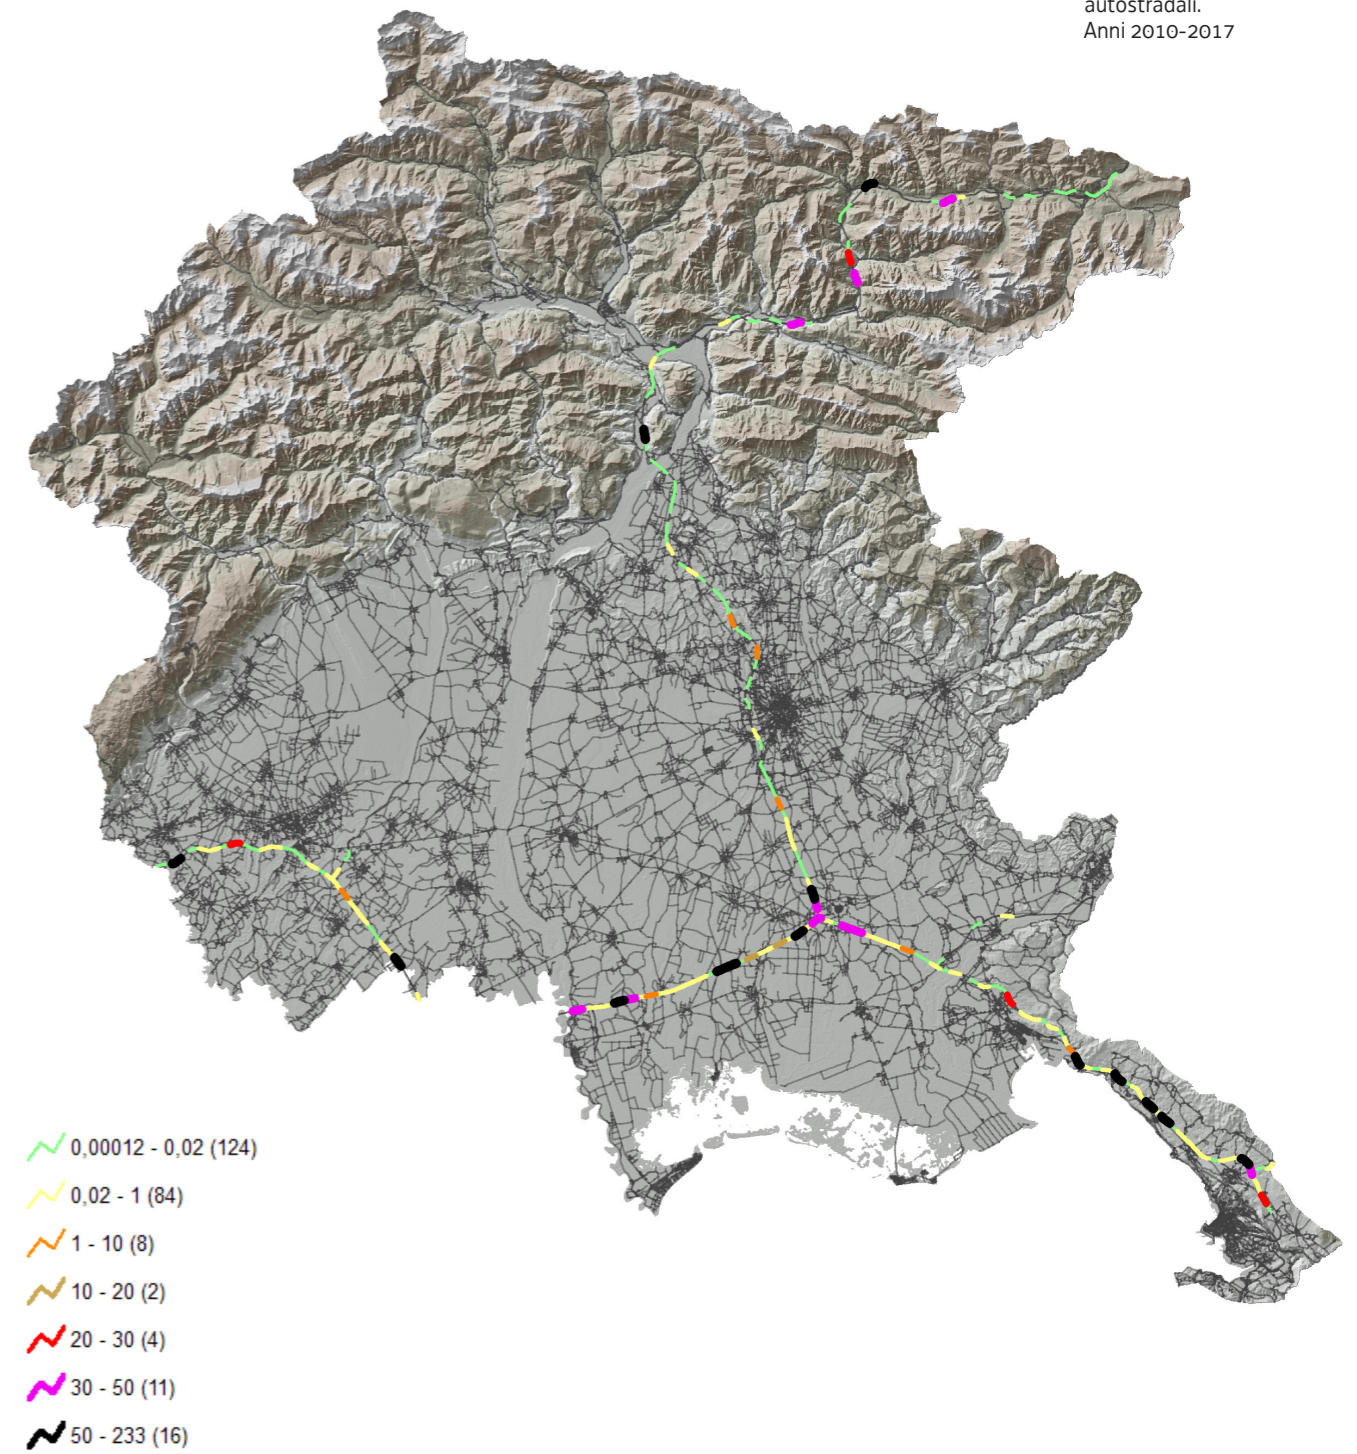 autostradali.
Anni 2010-2017
0,00012 - 0,02 (124)
0,02 - 1 (84)
1 - 10 (8)
10 - 20 (2)
20 - 30 (4)
30 - 50 (11)
50 - 233 (16)